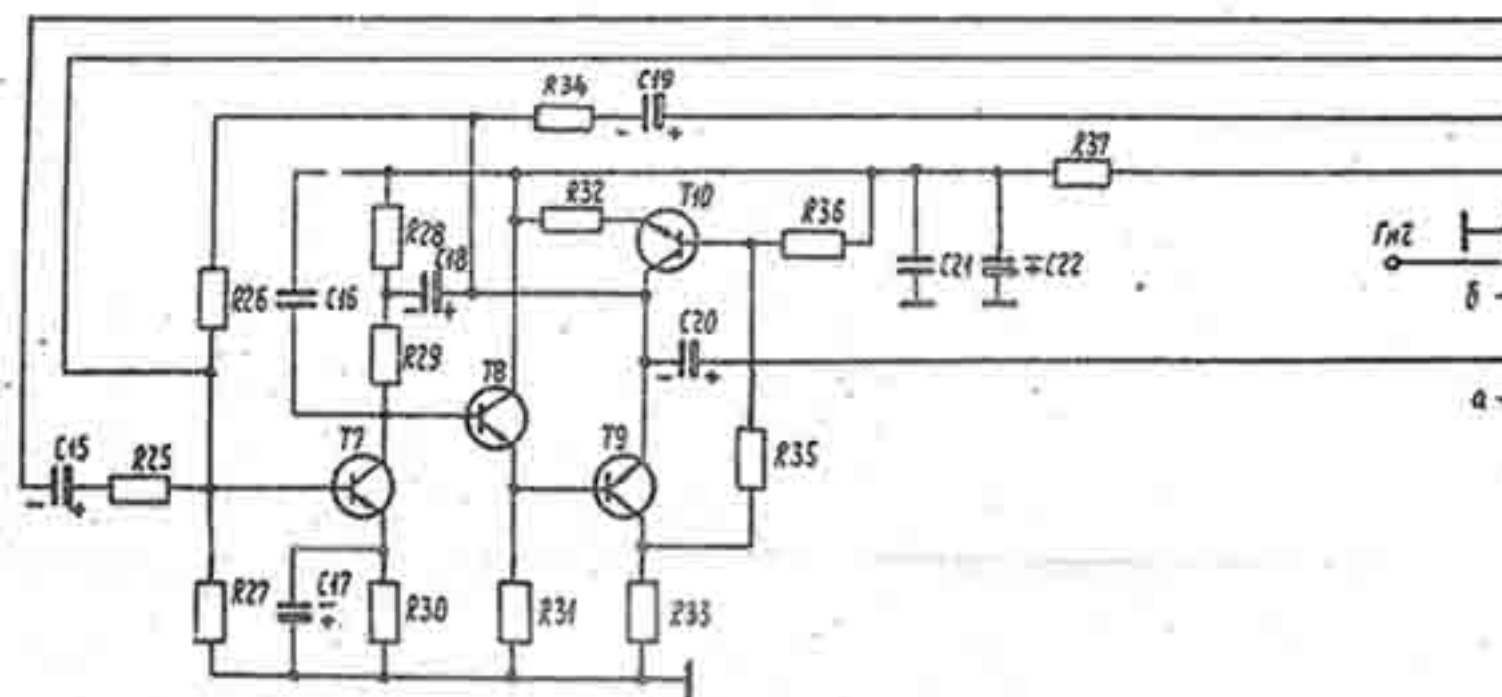 R34
C19
R37
R32
T10
R36
R28
C18
Гн2
R26
C16
C21
C22
б -
R29
C20
T8
а -
C15
R25
T7
T9
R35
R27
C17
R30
R31
R33